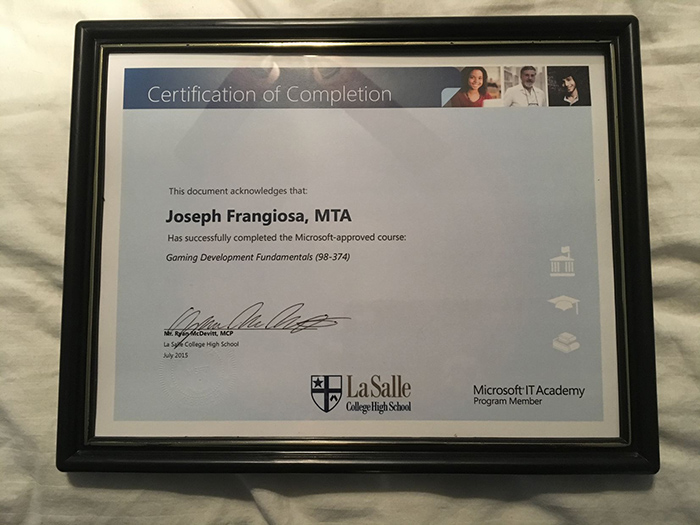 Certification of Completion
This document acknowledges that:
Joseph Frangiosa, MTA
Has successfully completed the Microsoft-approved course:
Gaming Development Fundamentals (98-374)
Mr. Ryan McDevitt, MCP
La Salle College High School
July 2015
La Salle
College High School
Microsoft IT Academy
Program Member